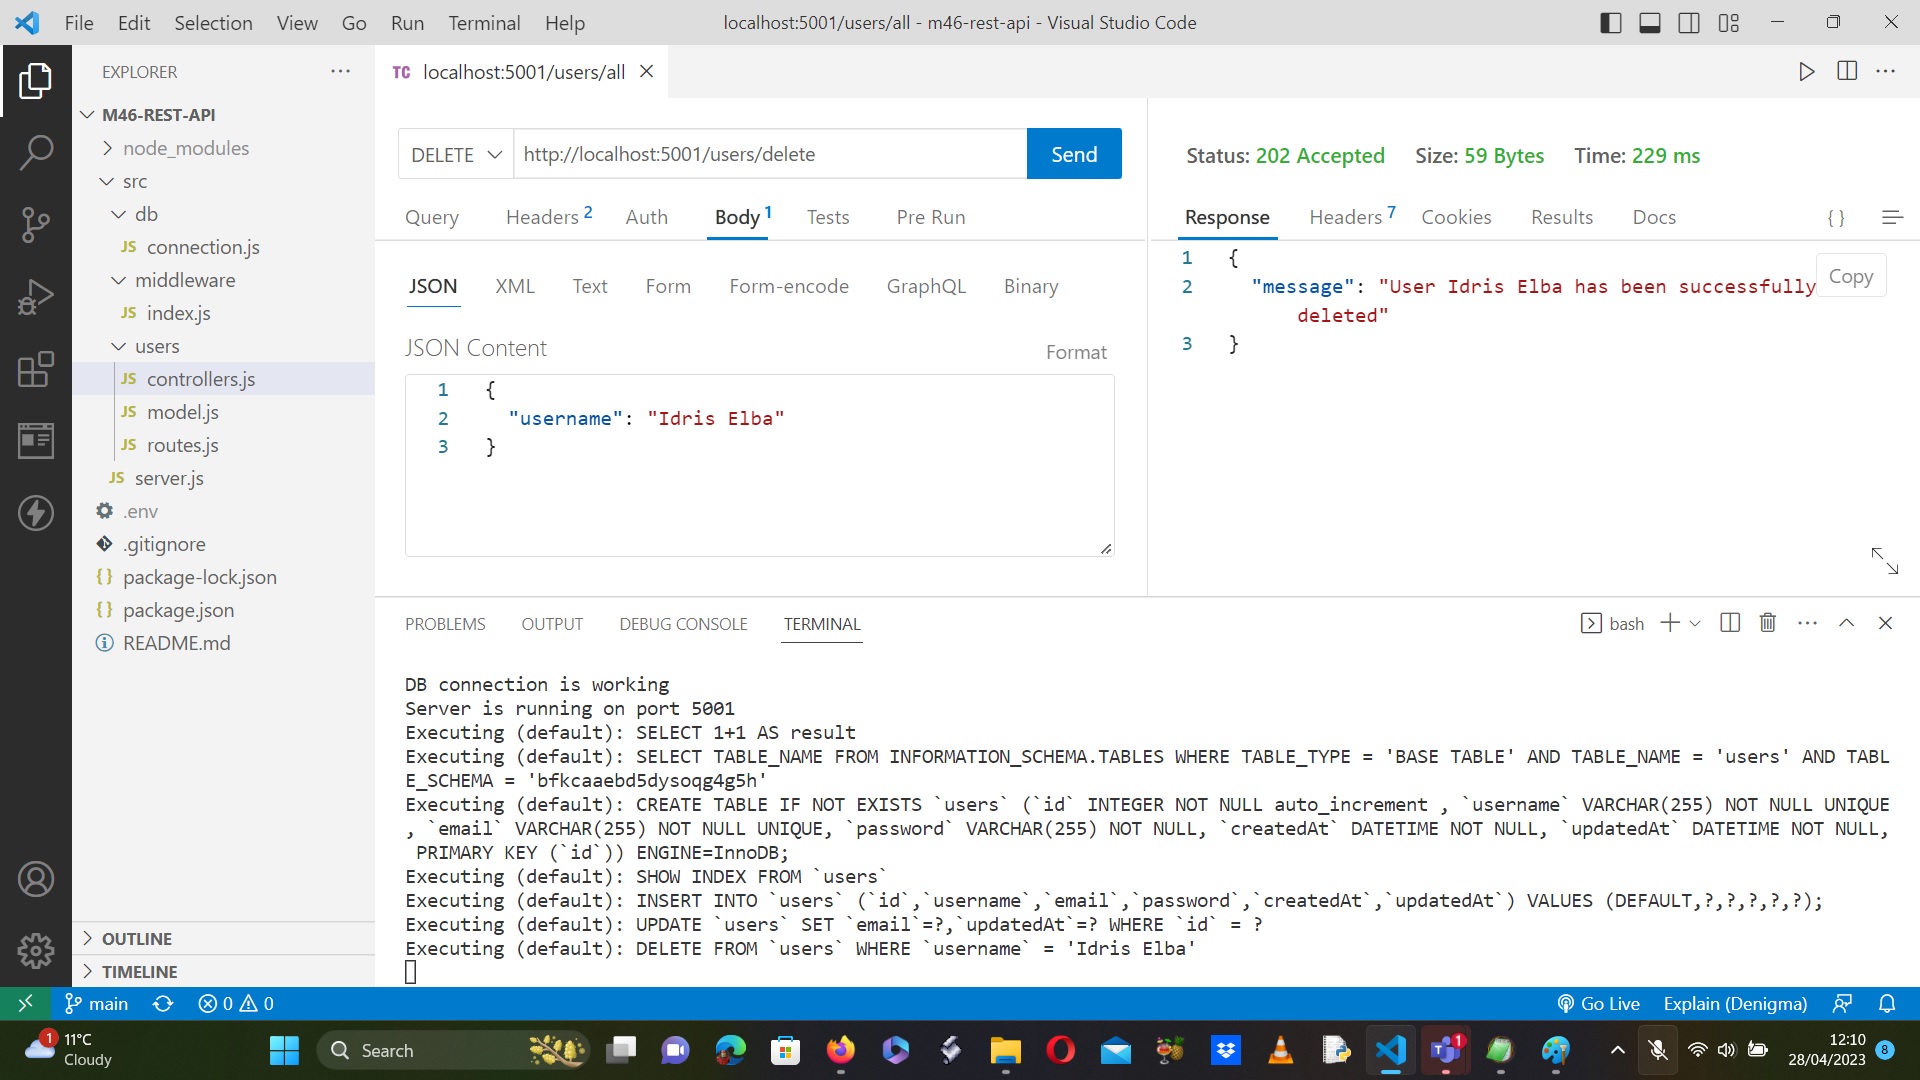 File Edit Selection View Go Run Terminal Help
localhost:5001/users/all - m46-rest-api - Visual Studio Code
EXPLORER
M46-REST-API
node_modules
src
db
JS connection.js
middleware
JS index.js
users
JS controllers.js
JS model.js
JS routes.js
JS server.js
.env
.gitignore
{} package-lock.json
{} package.json
README.md
OUTLINE
TIMELINE
TC localhost:5001/users/all
DELETE http://localhost:5001/users/delete Send
Query Headers 2 Auth Body 1 Tests Pre Run
JSON XML Text Form Form-encode GraphQL Binary
JSON Content
Format
1 {
2 "username": "Idris Elba"
3 }
Status: 202 Accepted Size: 59 Bytes Time: 229 ms
Response Headers 7 Cookies Results Docs { }
1 {
2 "message": "User Idris Elba has been successfully
deleted"
3 }
Copy
PROBLEMS OUTPUT DEBUG CONSOLE TERMINAL
bash
DB connection is working
Server is running on port 5001
Executing (default): SELECT 1+1 AS result
Executing (default): SELECT TABLE_NAME FROM INFORMATION_SCHEMA.TABLES WHERE TABLE_TYPE = 'BASE TABLE' AND TABLE_NAME = 'users' AND TABL
E_SCHEMA = 'bfkcaaebd5dysoqg4g5h'
Executing (default): CREATE TABLE IF NOT EXISTS `users` (`id` INTEGER NOT NULL auto_increment , `username` VARCHAR(255) NOT NULL UNIQUE
, `email` VARCHAR(255) NOT NULL UNIQUE, `password` VARCHAR(255) NOT NULL, `createdAt` DATETIME NOT NULL, `updatedAt` DATETIME NOT NULL,
PRIMARY KEY (`id`)) ENGINE=InnoDB;
Executing (default): SHOW INDEX FROM `users`
Executing (default): INSERT INTO `users` (`id`,`username`,`email`,`password`,`createdAt`,`updatedAt`) VALUES (DEFAULT,?,?,?,?,?);
Executing (default): UPDATE `users` SET `email`=?,`updatedAt`=? WHERE `id` = ?
Executing (default): DELETE FROM `users` WHERE `username` = 'Idris Elba'
main 0 0
Go Live Explain (Denigma)
1 11°C
Cloudy
Search
1
12:10
28/04/2023
8